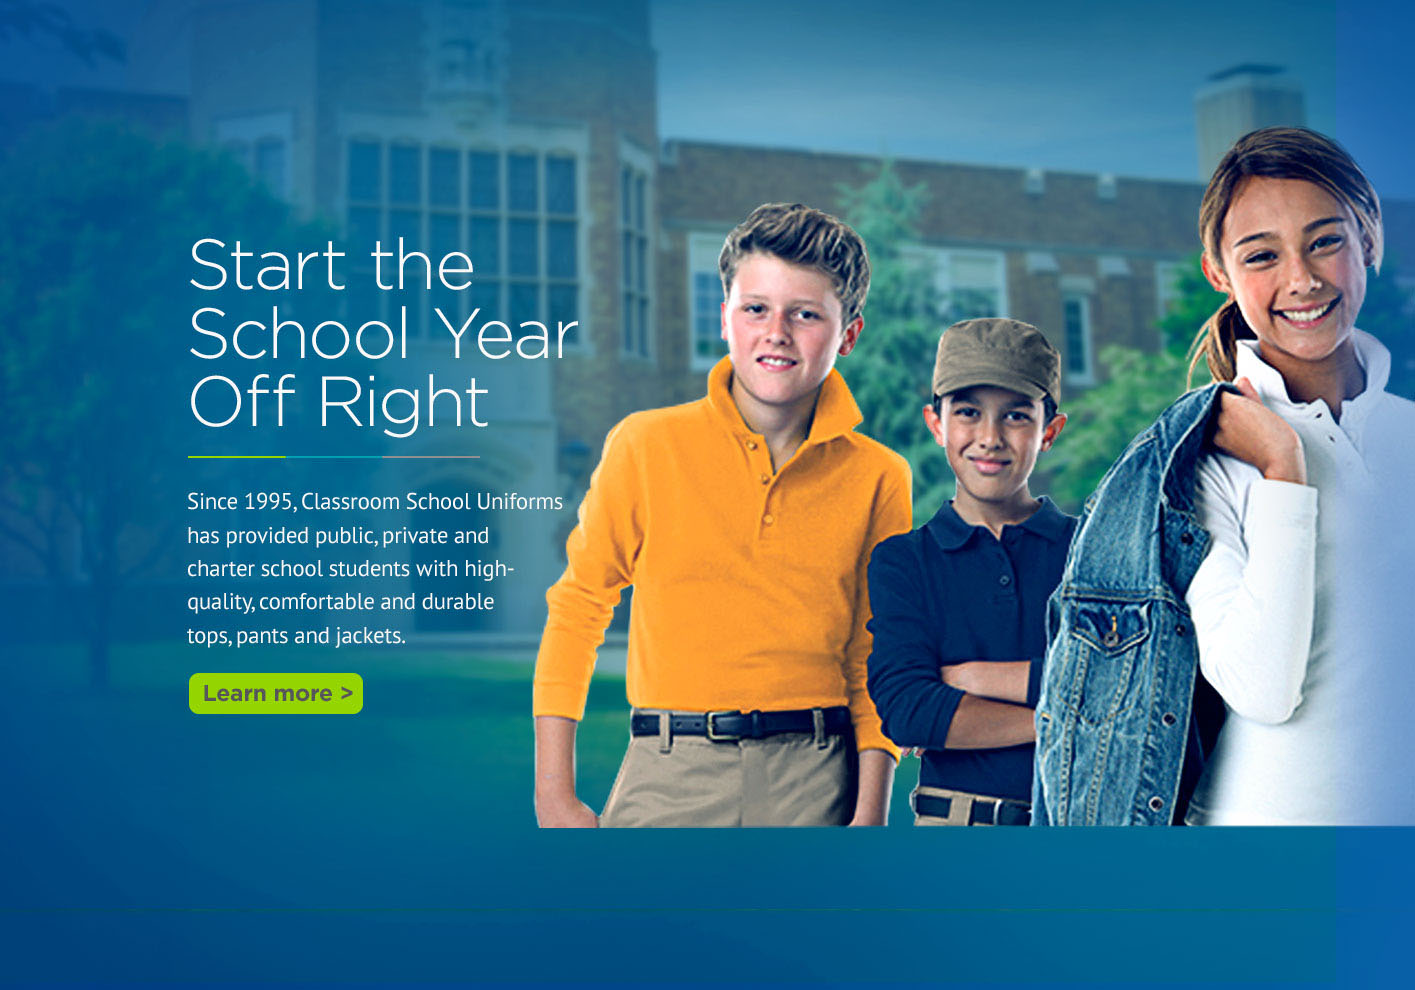 Start the
School Year
Off Right
Since 1995, Classroom School Uniforms
has provided public, private and
charter school students with high-
quality, comfortable and durable
tops, pants and jackets.
Learn more >